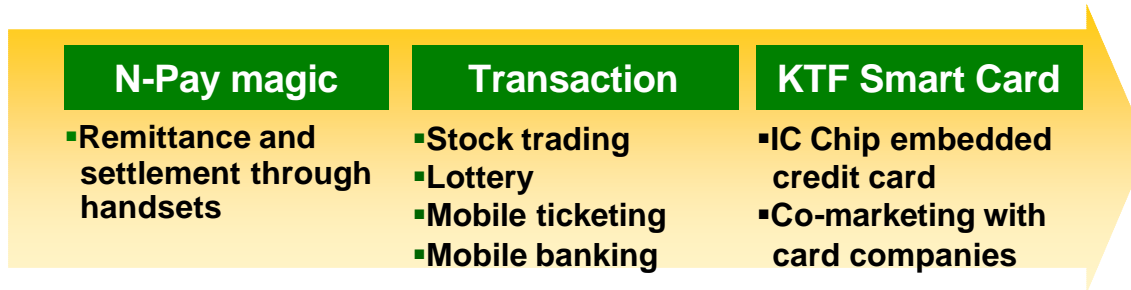 N-Pay magic
▪Remittance and
settlement through
handsets
Transaction
▪Stock trading
▪Lottery
▪Mobile ticketing
▪Mobile banking
KTF Smart Card
▪IC Chip embedded
credit card
▪Co-marketing with
card companies